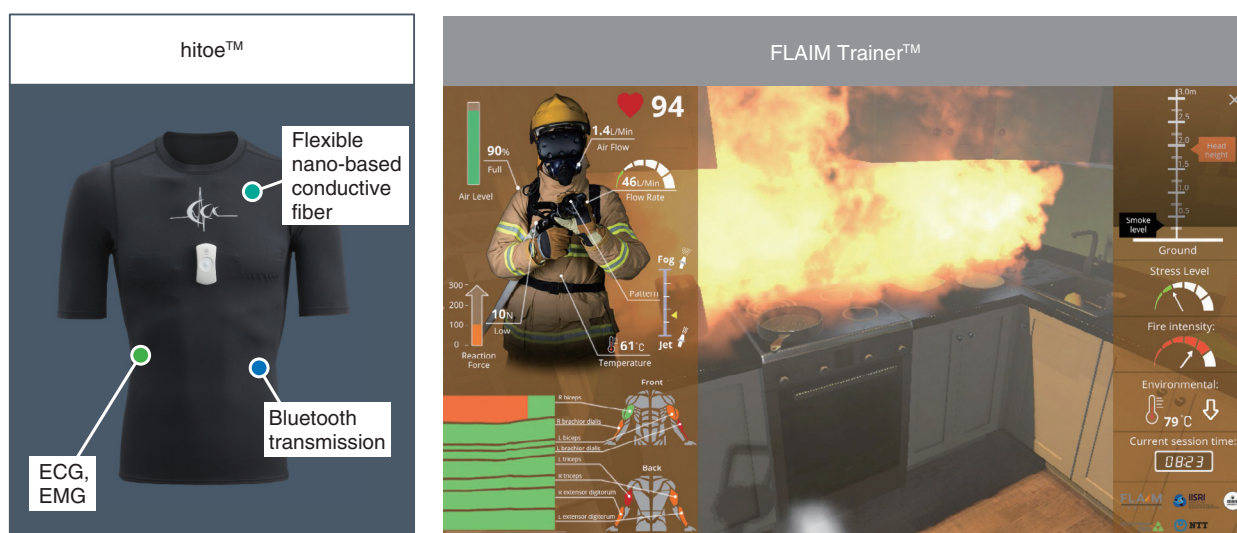 hitoe™
Flexible
nano-based
conductive
fiber
ECG,
EMG
Bluetooth
transmission
FLAIM Trainer™
94
1.4L/Min
Air Flow
90%
Full
Air Level
46L/Min
Flow Rate
Fog
Pattern
Jet
300
200
100
0
10N
Low
Reaction
Force
61°C
Temperature
Front
R biceps
R brachior dialis
L biceps
L brachior dialis
L triceps
R triceps
R extensor digitorum
L extensor digitorum
Back
3.0m
2.5
2.0
Head
height
1.5
1.0
0.5
Smoke
level
Ground
Stress Level
Fire intensity:
Environmental:
79°C
Current session time:
08:23
FLAIM
IISRI
NTT